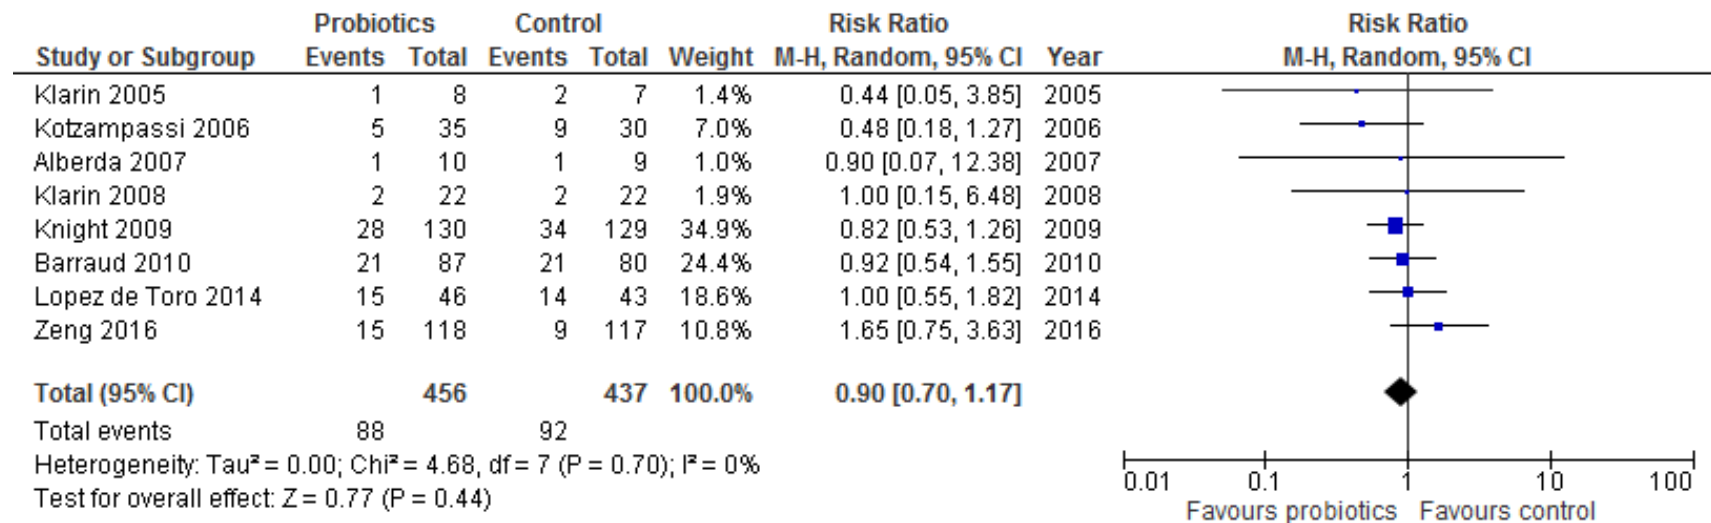 Probiotics Control Risk Ratio Risk Ratio
Study or Subgroup Events Total Events Total Weight M-H, Random, 95% CI Year M-H, Random, 95% CI
Klarin 2005 1 8 2 7 1.4% 0.44 [0.05, 3.85] 2005
Kotzampassi 2006 5 35 9 30 7.0% 0.48 [0.18, 1.27] 2006
Alberda 2007 1 10 1 9 1.0% 0.90 [0.07, 12.38] 2007
Klarin 2008 2 22 2 22 1.9% 1.00 [0.15, 6.48] 2008
Knight 2009 28 130 34 129 34.9% 0.82 [0.53, 1.26] 2009
Barraud 2010 21 87 21 80 24.4% 0.92 [0.54, 1.55] 2010
Lopez de Toro 2014 15 46 14 43 18.6% 1.00 [0.55, 1.82] 2014
Zeng 2016 15 118 9 117 10.8% 1.65 [0.75, 3.63] 2016
Total (95% CI) 456 437 100.0% 0.90 [0.70, 1.17]
Total events 88 92
Heterogeneity: Tau² = 0.00; Chi² = 4.68, df = 7 (P = 0.70); I² = 0%
Test for overall effect: Z = 0.77 (P = 0.44)
0.01 0.1 1 10 100
Favours probiotics Favours control